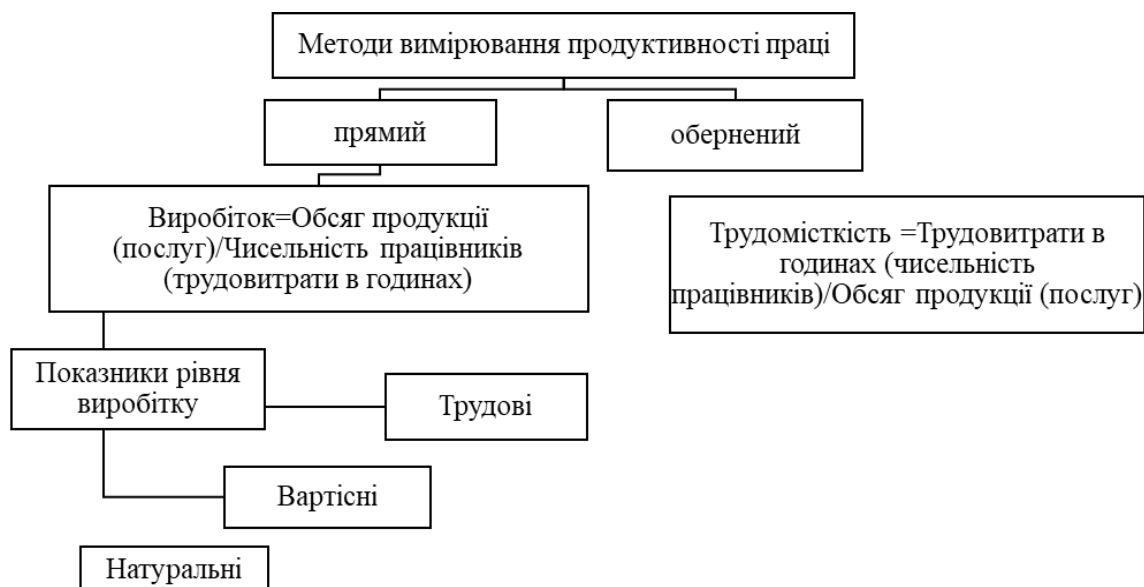 Методи вимірювання продуктивності праці
прямий
обернений
Виробіток=Обсяг продукції
(послуг)/Чисельність працівників
(трудовитрати в годинах)
Трудомісткість =Трудовитрати в
годинах (чисельність
працівників)/Обсяг продукції (послуг)
Показники рівня
виробітку
Трудові
Вартісні
Натуральні